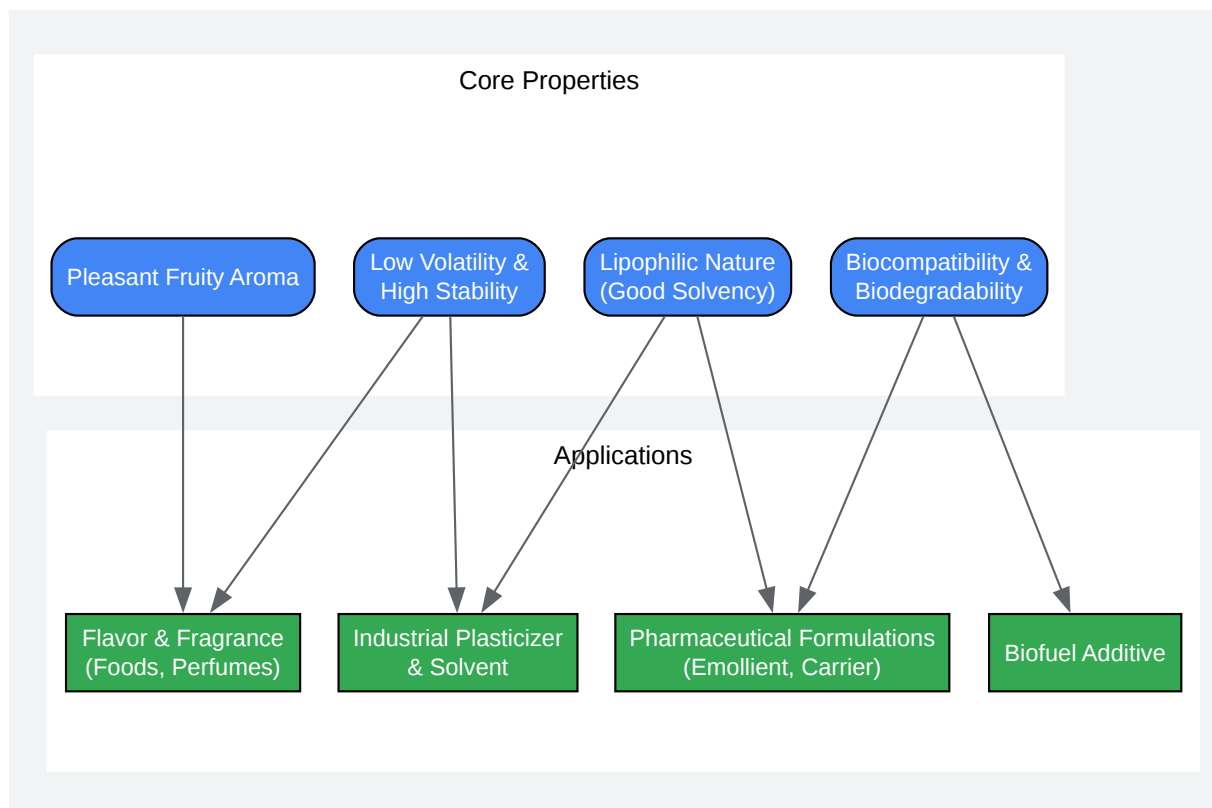 Core Properties
Pleasant Fruity Aroma
Low Volatility &
High Stability
Lipophilic Nature
(Good Solvency)
Biocompatibility &
Biodegradability
Applications
Flavor & Fragrance
(Foods, Perfumes)
Industrial Plasticizer
& Solvent
Pharmaceutical Formulations
(Emollient, Carrier)
Biofuel Additive